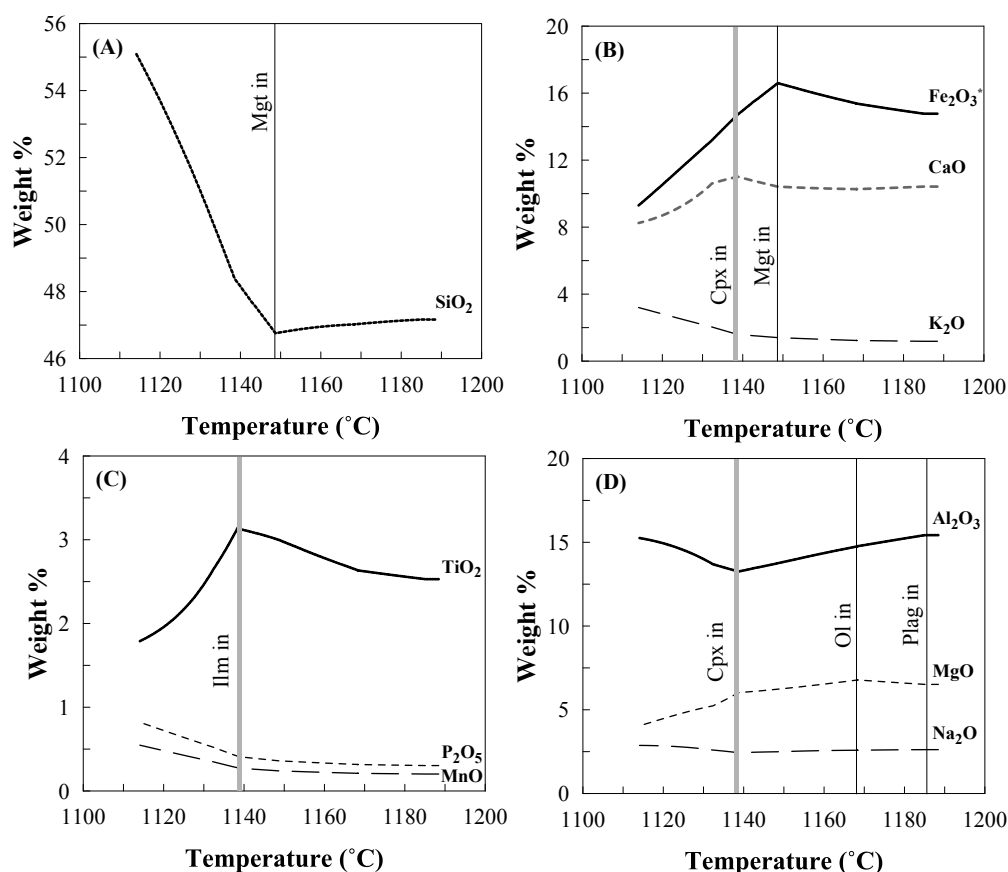 (A)
56
55
53
51
50
48
46
Weight %
Mgt in
SiO₂
1100 1120 1140 1160 1180 1200
Temperature (˚C)
(B)
20
16
12
8
4
0
Weight %
Cpx in
Mgt in
Fe₂O₃*
CaO
K₂O
1100 1120 1140 1160 1180 1200
Temperature (˚C)
(C)
4
3
2
1
0
Weight %
Ilm in
TiO₂
P₂O₅
MnO
1100 1120 1140 1160 1180 1200
Temperature (˚C)
(D)
20
15
10
5
0
Weight %
Cpx in
Ol in
Plag in
Al₂O₃
MgO
Na₂O
1100 1120 1140 1160 1180 1200
Temperature (˚C)